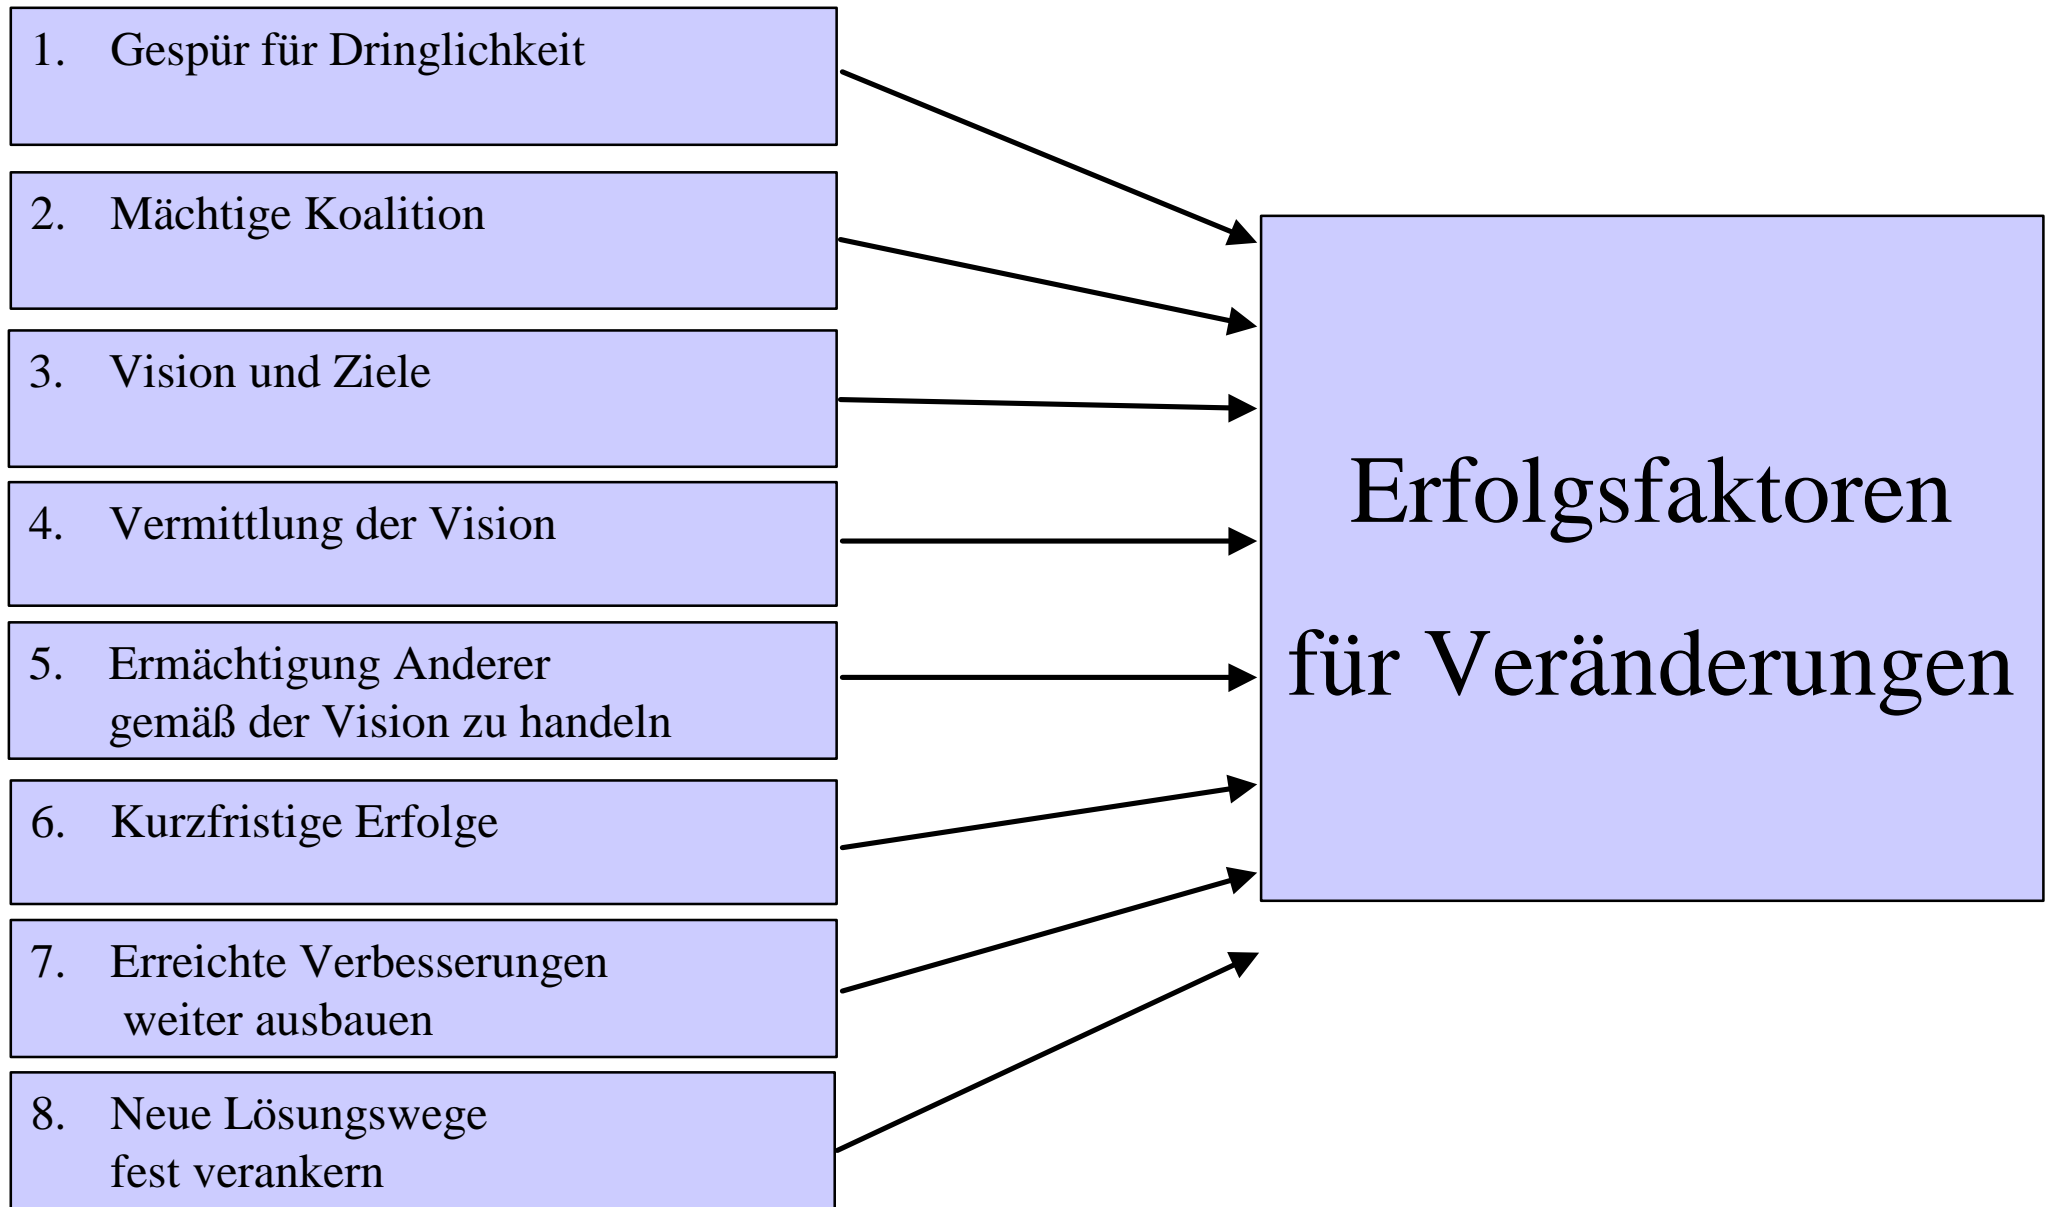 1. Gespür für Dringlichkeit
2. Mächtige Koalition
3. Vision und Ziele
4. Vermittlung der Vision
5. Ermächtigung Anderer
gemäß der Vision zu handeln
6. Kurzfristige Erfolge
7. Erreichte Verbesserungen
weiter ausbauen
8. Neue Lösungswege
fest verankern
Erfolgsfaktoren
für Veränderungen